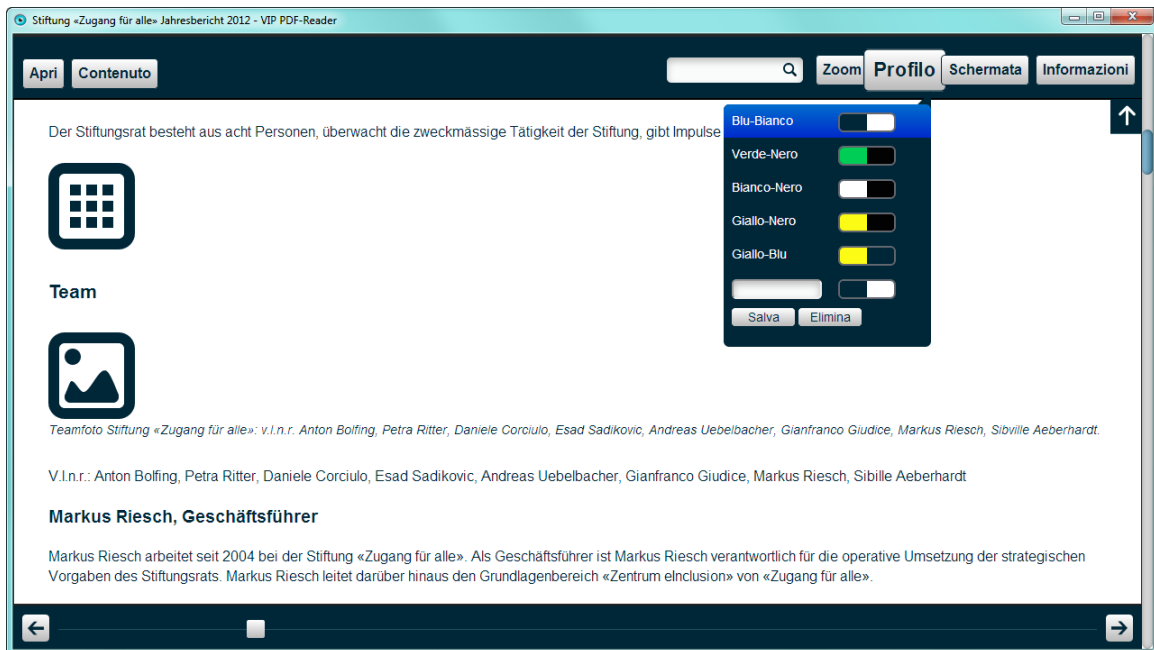 Stiftung «Zugang für alle» Jahresbericht 2012 - VIP PDF-Reader
Apri Contenuto Zoom Profilo Schermata Informazioni
Der Stiftungsrat besteht aus acht Personen, überwacht die zweckmässige Tätigkeit der Stiftung, gibt Impulse
Blu-Bianco
Verde-Nero
Bianco-Nero
Giallo-Nero
Giallo-Blu
Salva Elimina
Team
Teamfoto Stiftung «Zugang für alle»: v.l.n.r. Anton Bolfing, Petra Ritter, Daniele Corciulo, Esad Sadikovic, Andreas Uebelbacher, Gianfranco Giudice, Markus Riesch, Sibville Aeberhardt.
V.l.n.r.: Anton Bolfing, Petra Ritter, Daniele Corciulo, Esad Sadikovic, Andreas Uebelbacher, Gianfranco Giudice, Markus Riesch, Sibille Aeberhardt
Markus Riesch, Geschäftsführer
Markus Riesch arbeitet seit 2004 bei der Stiftung «Zugang für alle». Als Geschäftsführer ist Markus Riesch verantwortlich für die operative Umsetzung der strategischen
Vorgaben des Stiftungsrats. Markus Riesch leitet darüber hinaus den Grundlagenbereich «Zentrum eInclusion» von «Zugang für alle».